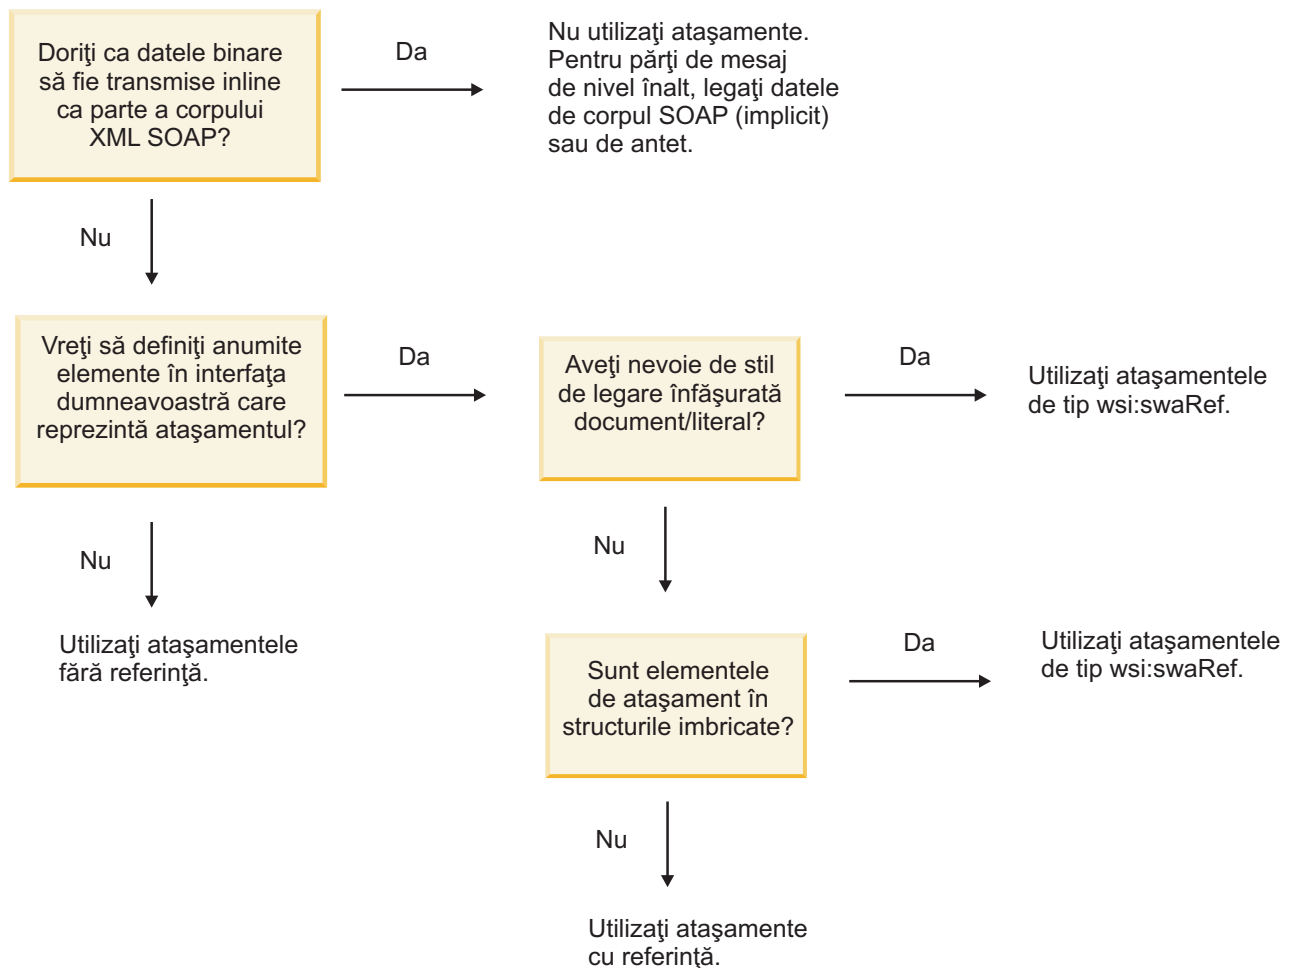 Doriţi ca datele binare
să fie transmise inline
ca parte a corpului
XML SOAP?
Da
Nu utilizaţi ataşamente.
Pentru părţi de mesaj
de nivel înalt, legaţi datele
de corpul SOAP (implicit)
sau de antet.
Nu
Vreţi să definiţi anumite
elemente în interfaţa
dumneavoastră care
reprezintă ataşamentul?
Da
Aveţi nevoie de stil
de legare înfăşurată
document/literal?
Da
Utilizaţi ataşamentele
de tip wsi:swaRef.
Nu
Utilizaţi ataşamentele
fără referinţă.
Nu
Sunt elementele
de ataşament în
structurile imbricate?
Da
Utilizaţi ataşamentele
de tip wsi:swaRef.
Nu
Utilizaţi ataşamente
cu referinţă.